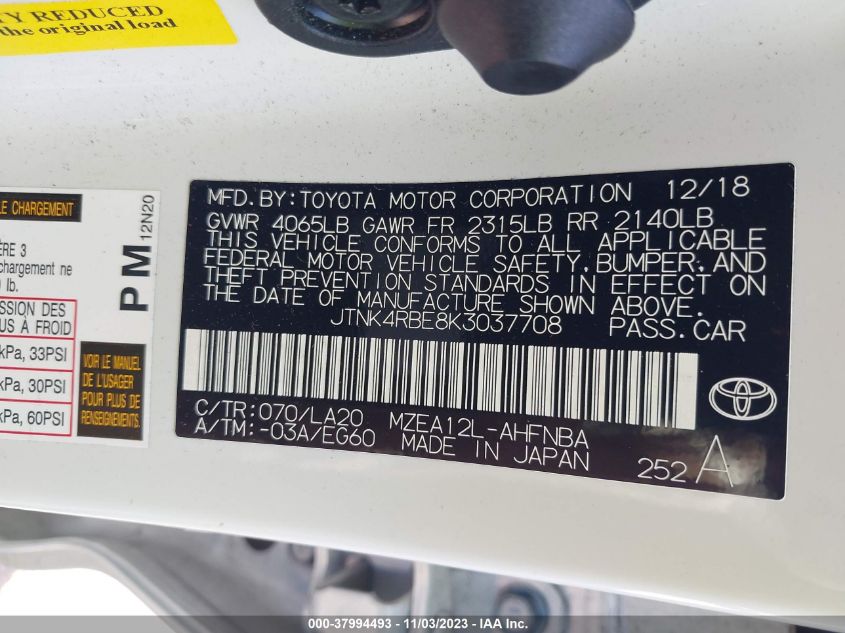 TY REDUCED
the original load
LE CHARGEMENT
ÈRE 3
chargement ne
lb.
SSION DES
US À FROID
kPa, 33PSI
kPa, 30PSI
kPa, 60PSI
PM
12N20
VOIR LE MANUEL
DE L'USAGER
POUR PLUS DE
RENSEIGNEMENTS.
MFD. BY: TOYOTA MOTOR CORPORATION 12/18
GVWR 4065LB GAWR FR 2315LB RR 2140LB
THIS VEHICLE CONFORMS TO ALL APPLICABLE
FEDERAL MOTOR VEHICLE SAFETY, BUMPER, AND
THEFT PREVENTION STANDARDS IN EFFECT ON
THE DATE OF MANUFACTURE SHOWN ABOVE.
JTNK4RBE8K3037708 PASS. CAR
C/TR: 070/LA20 MZEA12L-AHFNBA
A/TM: -03A/EG60 MADE IN JAPAN
252 A
000-37994493 - 11/03/2023 - IAA Inc.